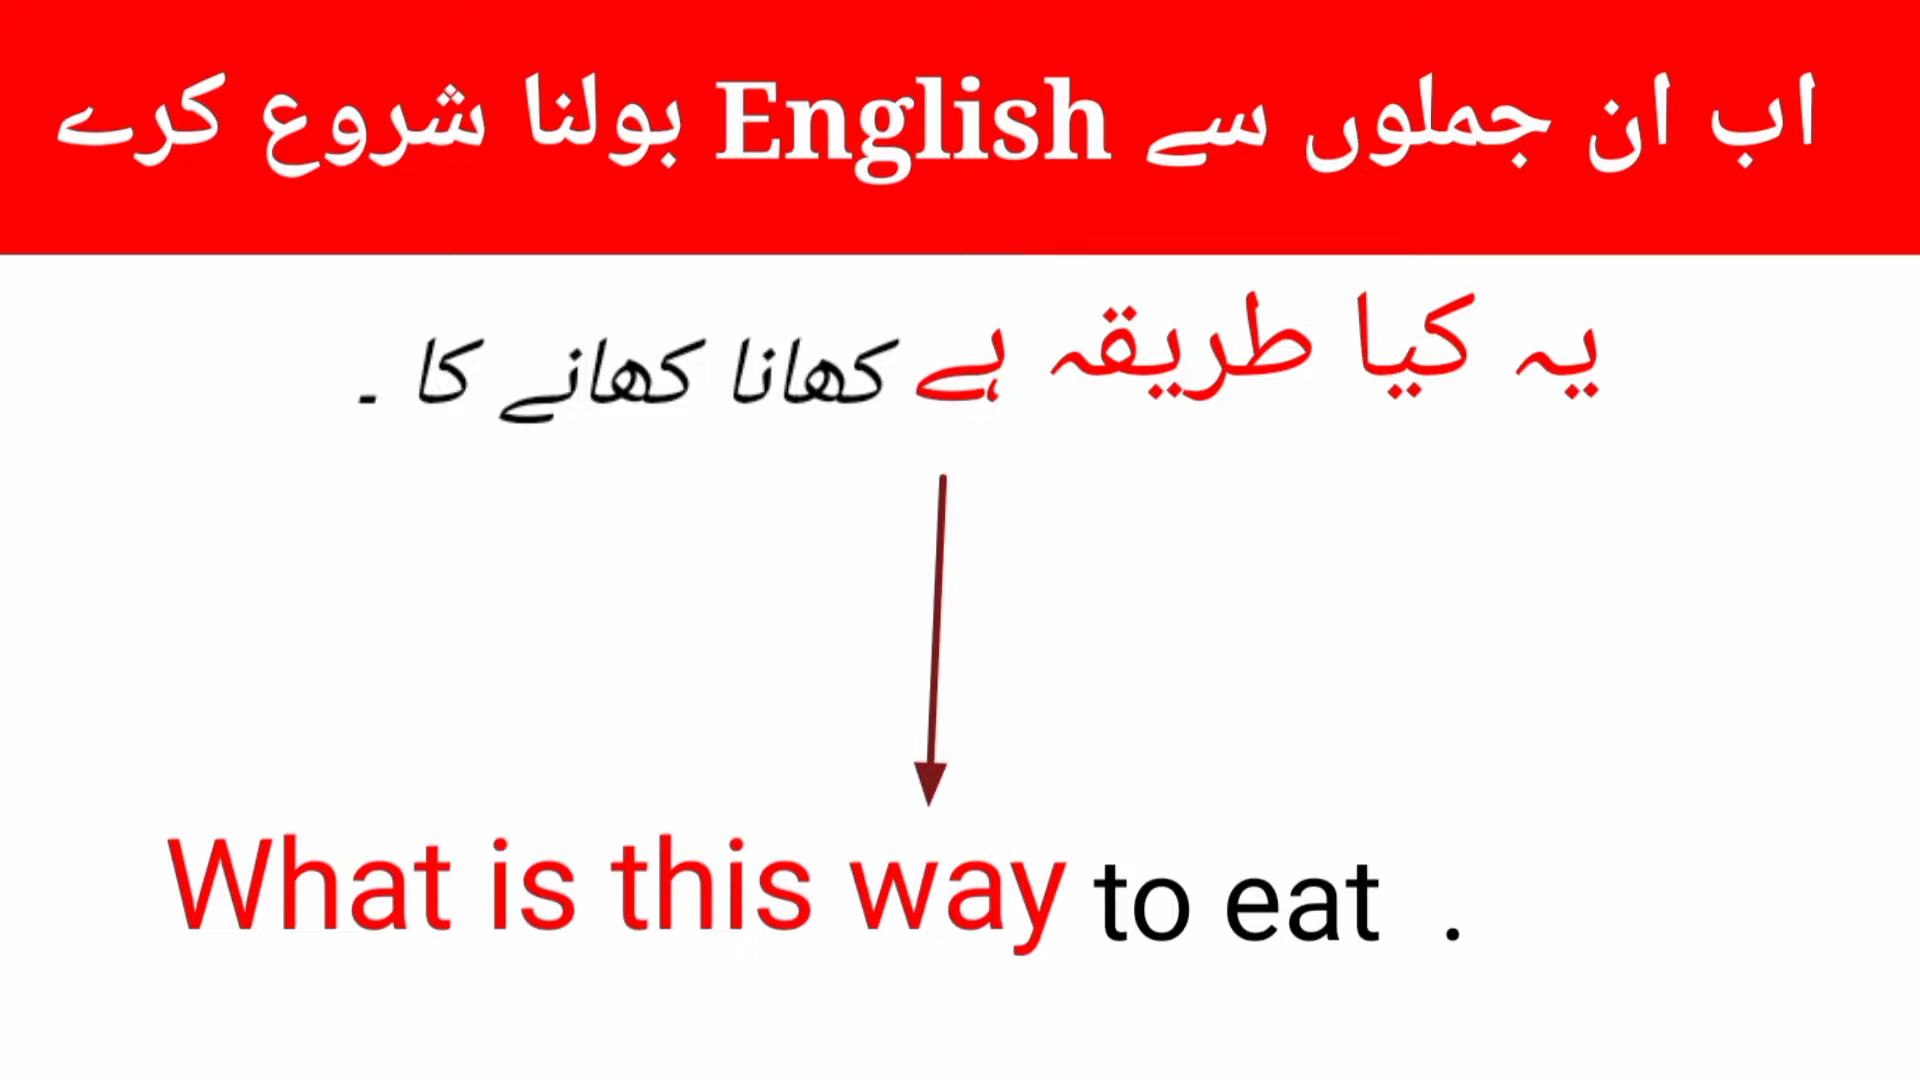 اب ان جملوں سے English بولنا شروع کرے
یہ کیا طریقہ ہے کھانا کھانے کا ۔
What is this way to eat .